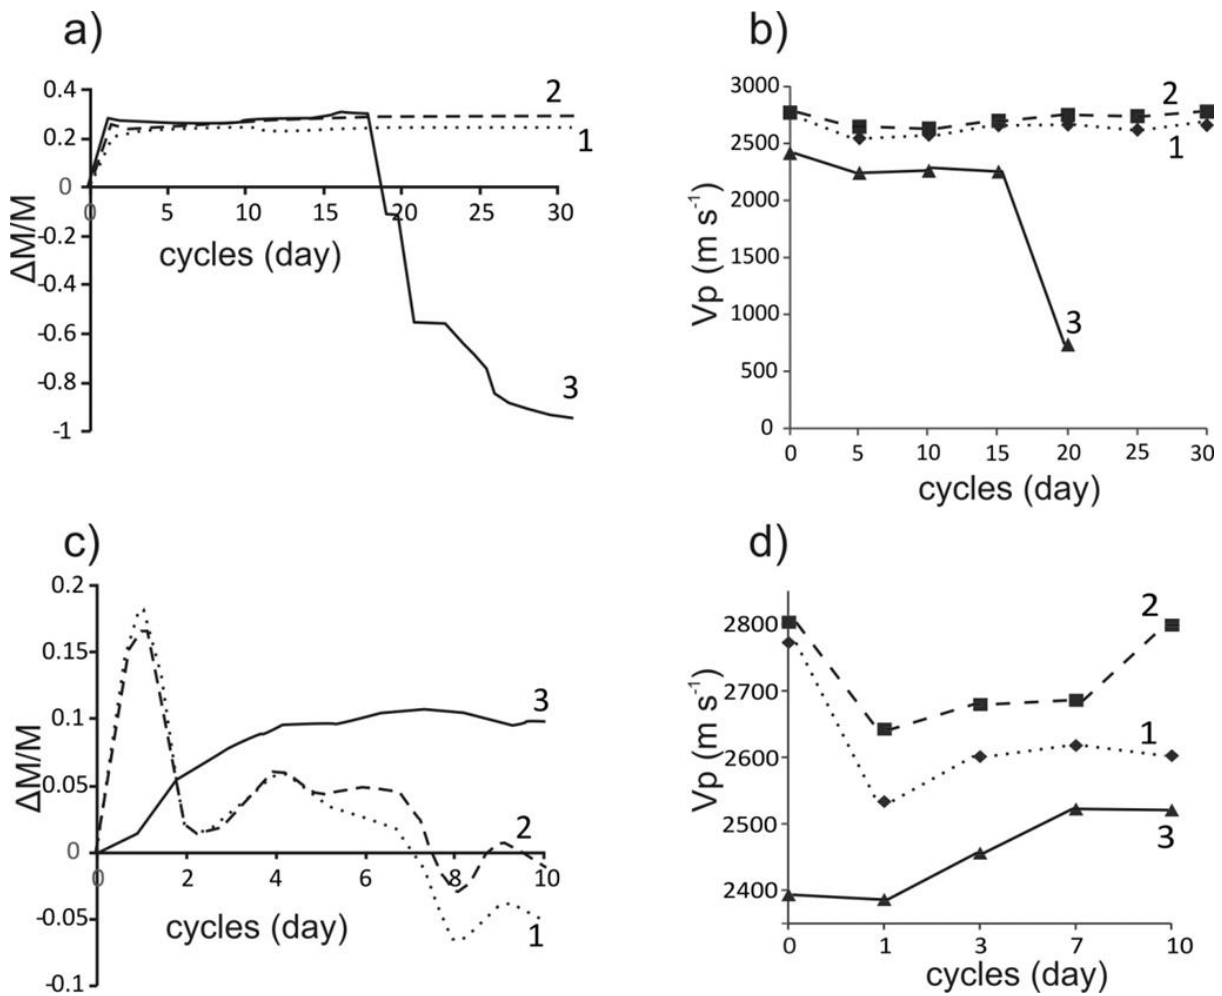 a)
0.4
0.2
0
-0.2
-0.4
-0.6
-0.8
-1
0 5 10 15 20 25 30
ΔM/M
cycles (day)
2
1
3
b)
3000
2500
2000
1500
1000
500
0
0 5 10 15 20 25 30
Vp (m s⁻¹)
cycles (day)
2
1
3
c)
0.2
0.15
0.1
0.05
0
-0.05
-0.1
0 2 4 6 8 10
ΔM/M
cycles (day)
3
2
1
d)
2800
2700
2600
2500
2400
0 1 3 7 10
Vp (m s⁻¹)
cycles (day)
2
1
3